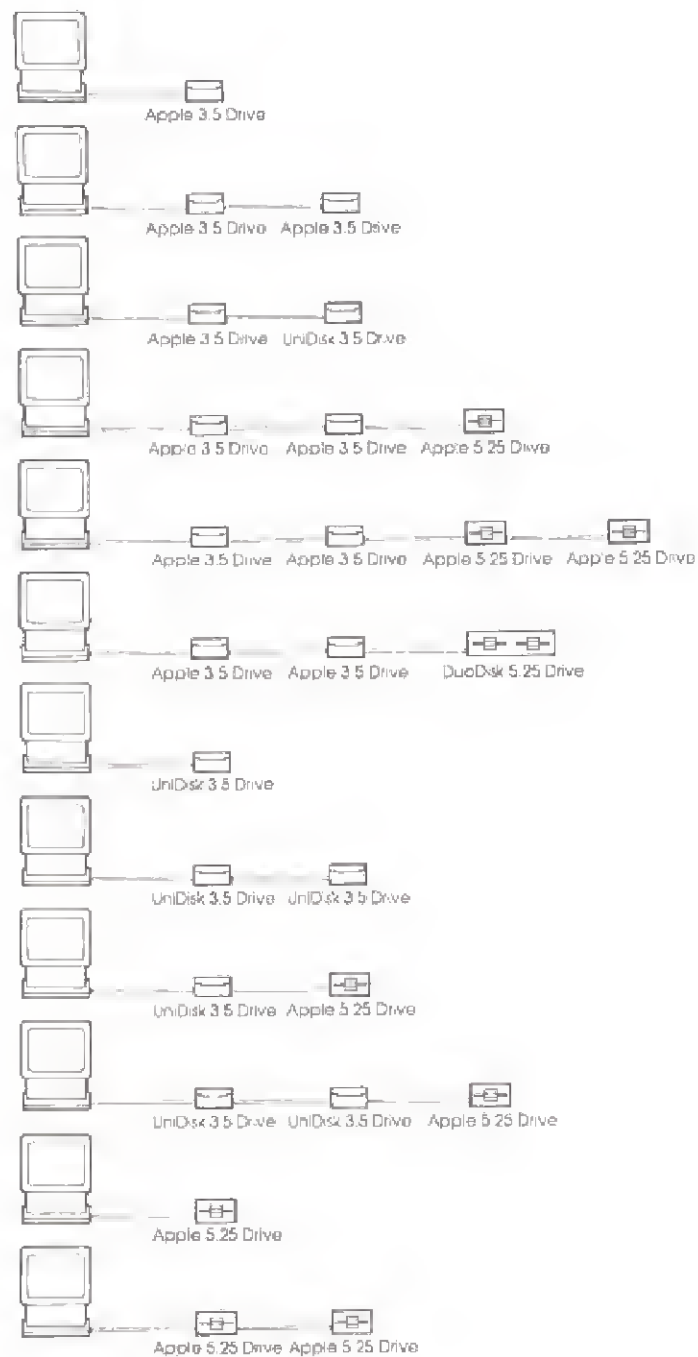 Apple 3.5 Drive
Apple 3.5 Drive Apple 3.5 Drive
Apple 3.5 Drive UniDisk 3.5 Drive
Apple 3.5 Drive Apple 3.5 Drive Apple 5.25 Drive
Apple 3.5 Drive Apple 3.5 Drive Apple 5.25 Drive Apple 5.25 Drive
Apple 3.5 Drive Apple 3.5 Drive DuoDisk 5.25 Drive
UniDisk 3.5 Drive
UniDisk 3.5 Drive UniDisk 3.5 Drive
UniDisk 3.5 Drive Apple 5.25 Drive
UniDisk 3.5 Drive UniDisk 3.5 Drive Apple 5.25 Drive
Apple 5.25 Drive
Apple 5.25 Drive Apple 5.25 Drive